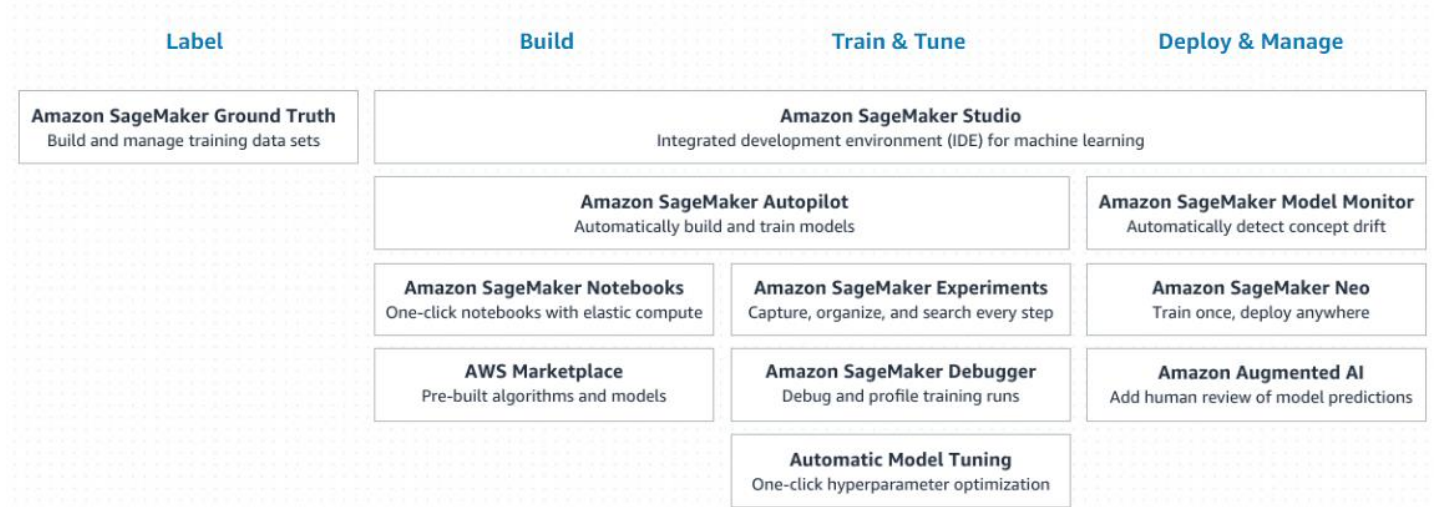 Label
Build
Train & Tune
Deploy & Manage
Amazon SageMaker Ground Truth
Build and manage training data sets
Amazon SageMaker Studio
Integrated development environment (IDE) for machine learning
Amazon SageMaker Autopilot
Automatically build and train models
Amazon SageMaker Model Monitor
Automatically detect concept drift
Amazon SageMaker Notebooks
One-click notebooks with elastic compute
Amazon SageMaker Experiments
Capture, organize, and search every step
Amazon SageMaker Neo
Train once, deploy anywhere
AWS Marketplace
Pre-built algorithms and models
Amazon SageMaker Debugger
Debug and profile training runs
Amazon Augmented AI
Add human review of model predictions
Automatic Model Tuning
One-click hyperparameter optimization